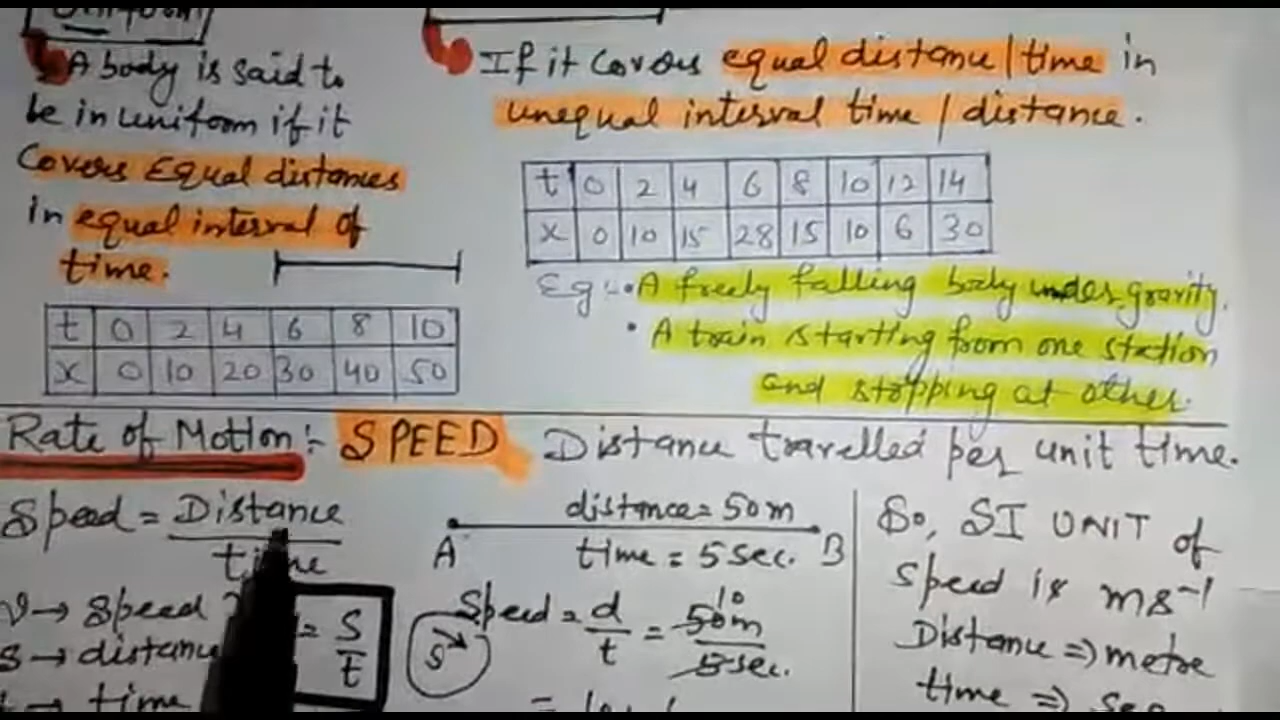 Uniform
A body is said to
be in uniform if it
Covers Equal distances
in equal interval of
time.
t 0 2 4 6 8 10
x 0 10 20 30 40 50
If it covers equal distance / time in
unequal interval time / distance.
t 0 2 4 6 8 10 12 14
x 0 10 15 28 15 10 6 30
Eg:- • A freely falling body under gravity.
• A train starting from one station
and stopping at other.
Rate of Motion :- SPEED Distance travelled per unit time.
Speed = Distance
time
v → speed
s → distance
t → time
= S
t
A distance = 50m B
time = 5 sec.
Speed = d/t = 50m/5sec. 10
S
So, SI UNIT of
Speed is ms⁻¹
Distance => metre
time => sec